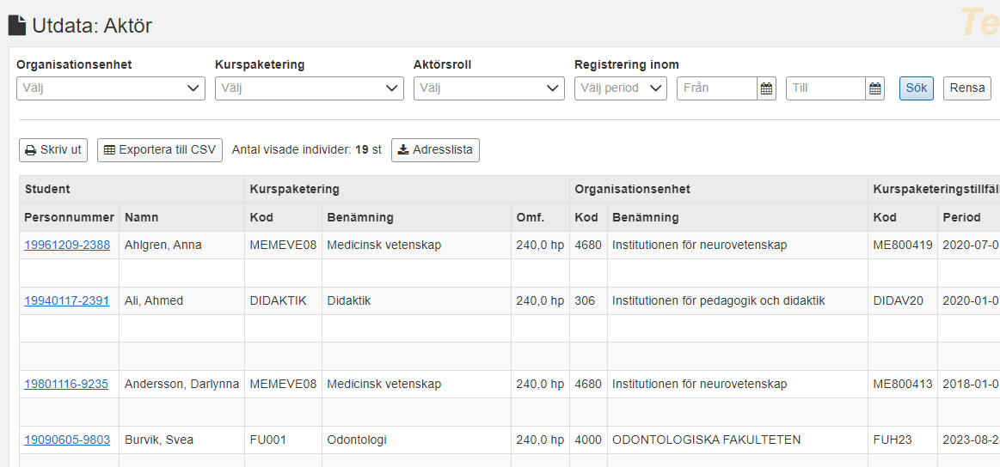 Utdata: Aktör
Te
Organisationsenhet Kurspaketering Aktörsroll Registrering inom
Välj Välj Välj Välj period Från Till Sök Rensa
Skriv ut Exportera till CSV Antal visade individer: 19 st Adresslista
Student Kurspaketering Organisationsenhet Kurspaketeringstillfäll
Personnummer Namn Kod Benämning Omf. Kod Benämning Kod Period
19961209-2388 Ahlgren, Anna MEMEVE08 Medicinsk vetenskap 240,0 hp 4680 Institutionen för neurovetenskap ME800419 2020-07-0
19940117-2391 Ali, Ahmed DIDAKTIK Didaktik 240,0 hp 306 Institutionen för pedagogik och didaktik DIDAV20 2020-01-0
19801116-9235 Andersson, Darlynna MEMEVE08 Medicinsk vetenskap 240,0 hp 4680 Institutionen för neurovetenskap ME800413 2018-01-0
19090605-9803 Burvik, Svea FU001 Odontologi 240,0 hp 4000 ODONTOLOGISKA FAKULTETEN FUH23 2023-08-2